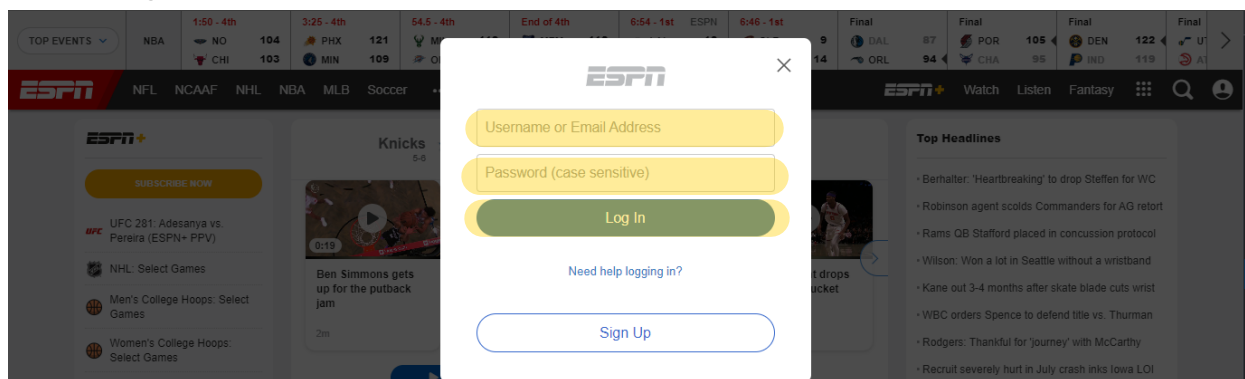 1:50 - 4th
3:25 - 4th
54.5 - 4th
End of 4th
6:54 - 1st ESPN
6:46 - 1st
Final
Final
Final
Final
TOP EVENTS
NBA
NO 104
PHX 121
9
DAL 87
POR 105
DEN 122
CHI 103
MIN 109
14
ORL 94
CHA 95
IND 119
ESPN
NFL NCAAF NHL NBA MLB Soccer
ESPN+ Watch Listen Fantasy
ESPN
Username or Email Address
Password (case sensitive)
Log In
Need help logging in?
Sign Up
ESPN+
SUBSCRIBE NOW
UFC
UFC 281: Adesanya vs.
Pereira (ESPN+ PPV)
NHL: Select Games
Men's College Hoops: Select
Games
Women's College Hoops:
Select Games
Knicks
5-6
0:19
Ben Simmons gets
up for the putback
jam
2m
Top Headlines
Berhalter: 'Heartbreaking' to drop Steffen for WC
Robinson agent scolds Commanders for AG retort
Rams QB Stafford placed in concussion protocol
Wilson: Won a lot in Seattle without a wristband
Kane out 3-4 months after skate blade cuts wrist
WBC orders Spence to defend title vs. Thurman
Rodgers: Thankful for 'journey' with McCarthy
Recruit severely hurt in July crash inks Iowa LOI